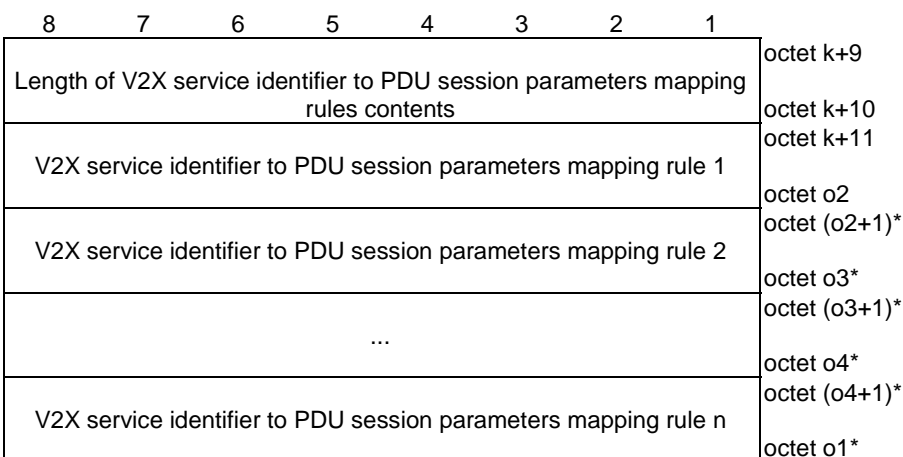 8 7 6 5 4 3 2 1
octet k+9
Length of V2X service identifier to PDU session parameters mapping
rules contents
octet k+10
octet k+11
V2X service identifier to PDU session parameters mapping rule 1
octet o2
octet (o2+1)*
V2X service identifier to PDU session parameters mapping rule 2
octet o3*
octet (o3+1)*
...
octet o4*
octet (o4+1)*
V2X service identifier to PDU session parameters mapping rule n
octet o1*